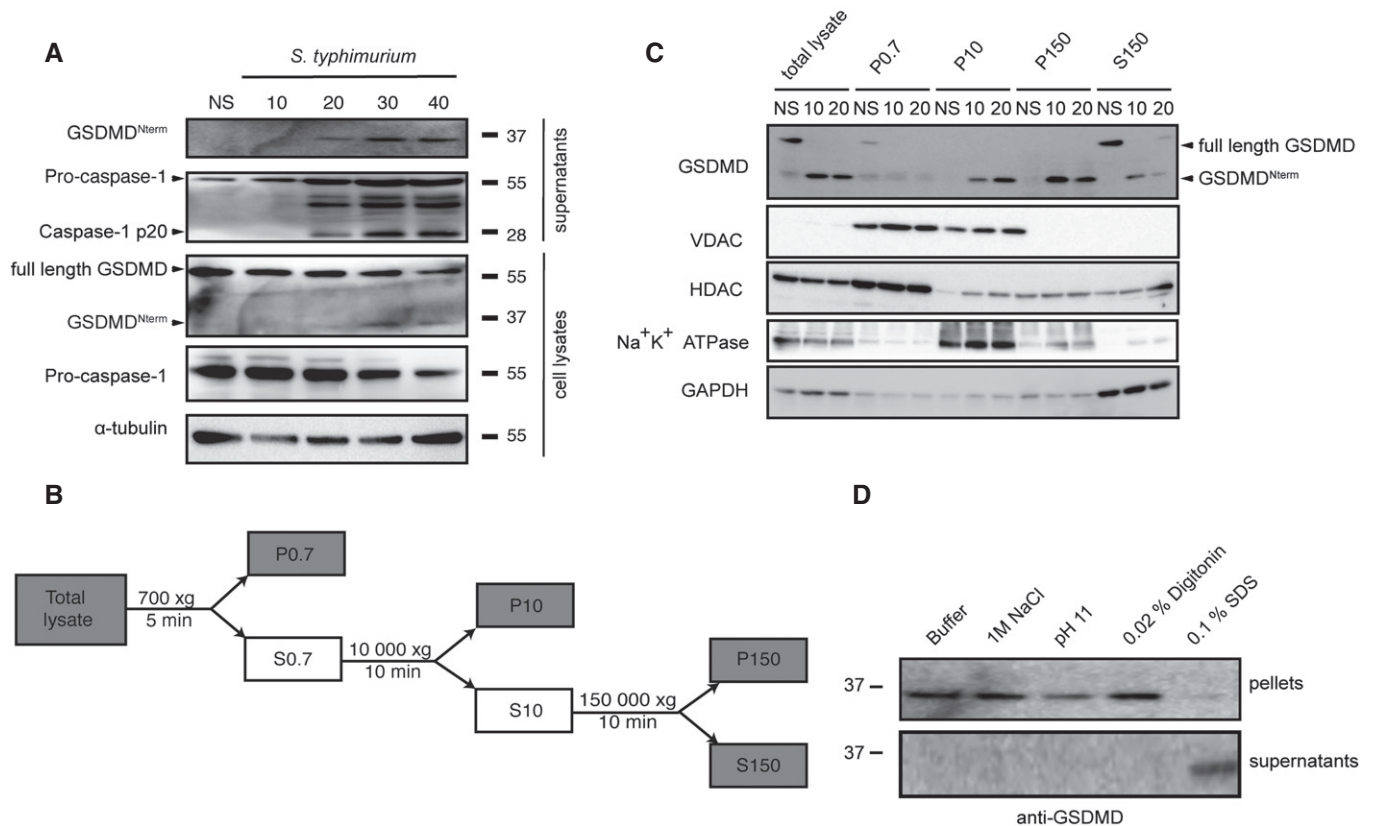 A
S. typhimurium
NS 10 20 30 40
GSDMDNterm
37
Pro-caspase-1
55
Caspase-1 p20
28
supernatants
full length GSDMD
55
GSDMDNterm
37
Pro-caspase-1
55
α-tubulin
55
cell lysates
C
total lysate P0.7 P10 P150 S150
NS 10 20 NS 10 20 NS 10 20 NS 10 20 NS 10 20
GSDMD
full length GSDMD
GSDMDNterm
VDAC
HDAC
Na+K+ ATPase
GAPDH
B
Total
lysate
700 xg
5 min
P0.7
S0.7
10 000 xg
10 min
P10
S10
150 000 xg
10 min
P150
S150
D
Buffer 1M NaCl pH 11 0.02 % Digitonin 0.1 % SDS
37
pellets
37
supernatants
anti-GSDMD